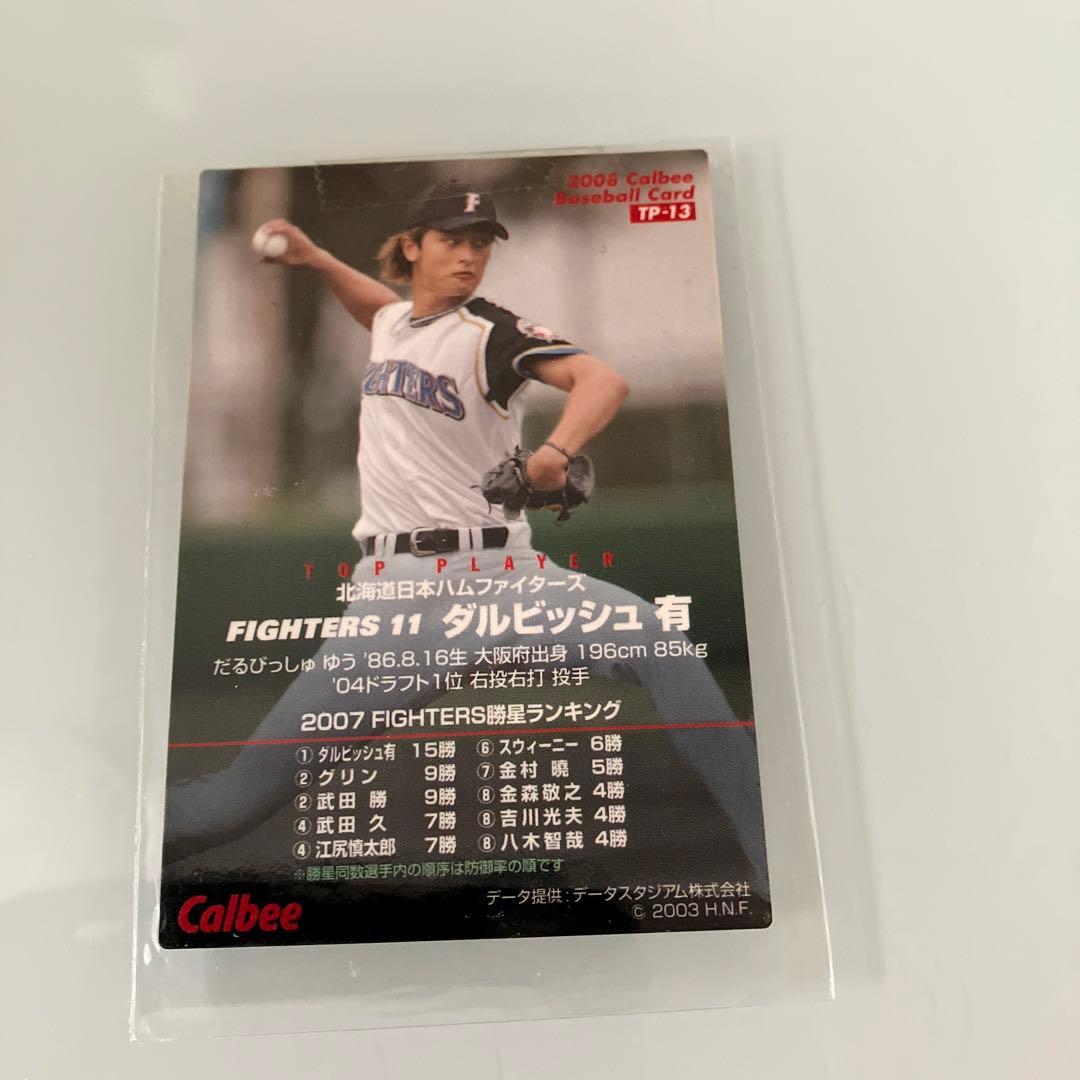 2008 Calbee
Baseball Card
TP-13
F
FIGHTERS
TOP PLAYER
北海道日本ハムファイターズ
FIGHTERS 11 ダルビッシュ 有
だるびっしゅ ゆう '86.8.16生 大阪府出身 196cm 85kg
'04ドラフト1位 右投右打 投手
2007 FIGHTERS勝星ランキング
① ダルビッシュ有 15勝
② グリン 9勝
② 武田 勝 9勝
④ 武田 久 7勝
④ 江尻慎太郎 7勝
⑥ スウィーニー 6勝
⑦ 金村 曉 5勝
⑧ 金森敬之 4勝
⑧ 吉川光夫 4勝
⑧ 八木智哉 4勝
※勝星同数選手内の順序は防御率の順です
Calbee
データ提供:データスタジアム株式会社
© 2003 H.N.F.